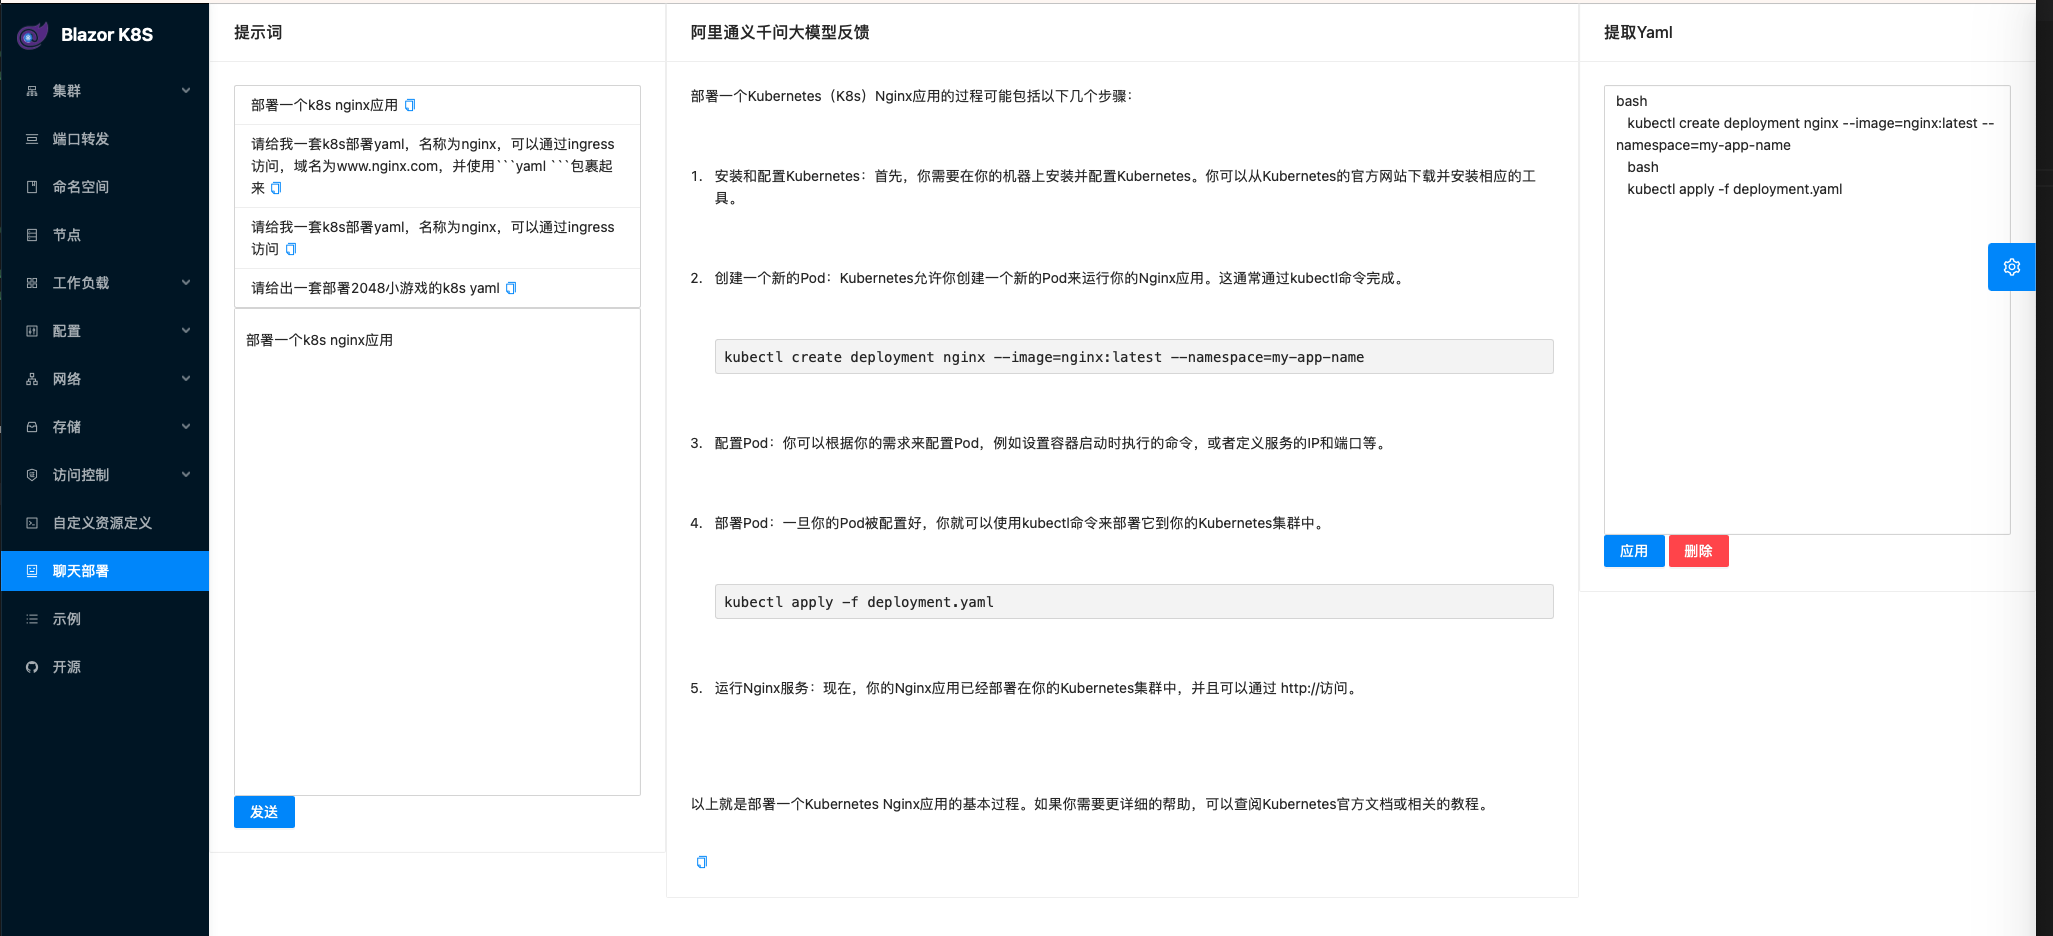 Blazor K8S
集群
端口转发
命名空间
节点
工作负载
配置
网络
存储
访问控制
自定义资源定义
聊天部署
示例
开源
提示词
部署一个k8s nginx应用
请给我一套k8s部署yaml，名称为nginx，可以通过ingress
访问，域名为www.nginx.com，并使用```yaml ```包裹起
来
请给我一套k8s部署yaml，名称为nginx，可以通过ingress
访问
请给出一套部署2048小游戏的k8s yaml
部署一个k8s nginx应用
发送
阿里通义千问大模型反馈
部署一个Kubernetes（K8s）Nginx应用的过程可能包括以下几个步骤：
1. 安装和配置Kubernetes：首先，你需要在你的机器上安装并配置Kubernetes。你可以从Kubernetes的官方网站下载并安装相应的工
具。
2. 创建一个新的Pod：Kubernetes允许你创建一个新的Pod来运行你的Nginx应用。这通常通过kubectl命令完成。
kubectl create deployment nginx --image=nginx:latest --namespace=my-app-name
3. 配置Pod：你可以根据你的需求来配置Pod，例如设置容器启动时执行的命令，或者定义服务的IP和端口等。
4. 部署Pod：一旦你的Pod被配置好，你就可以使用kubectl命令来部署它到你的Kubernetes集群中。
kubectl apply -f deployment.yaml
5. 运行Nginx服务：现在，你的Nginx应用已经部署在你的Kubernetes集群中，并且可以通过 http://访问。
以上就是部署一个Kubernetes Nginx应用的基本过程。如果你需要更详细的帮助，可以查阅Kubernetes官方文档或相关的教程。
提取Yaml
bash
kubectl create deployment nginx --image=nginx:latest --
namespace=my-app-name
bash
kubectl apply -f deployment.yaml
应用 删除